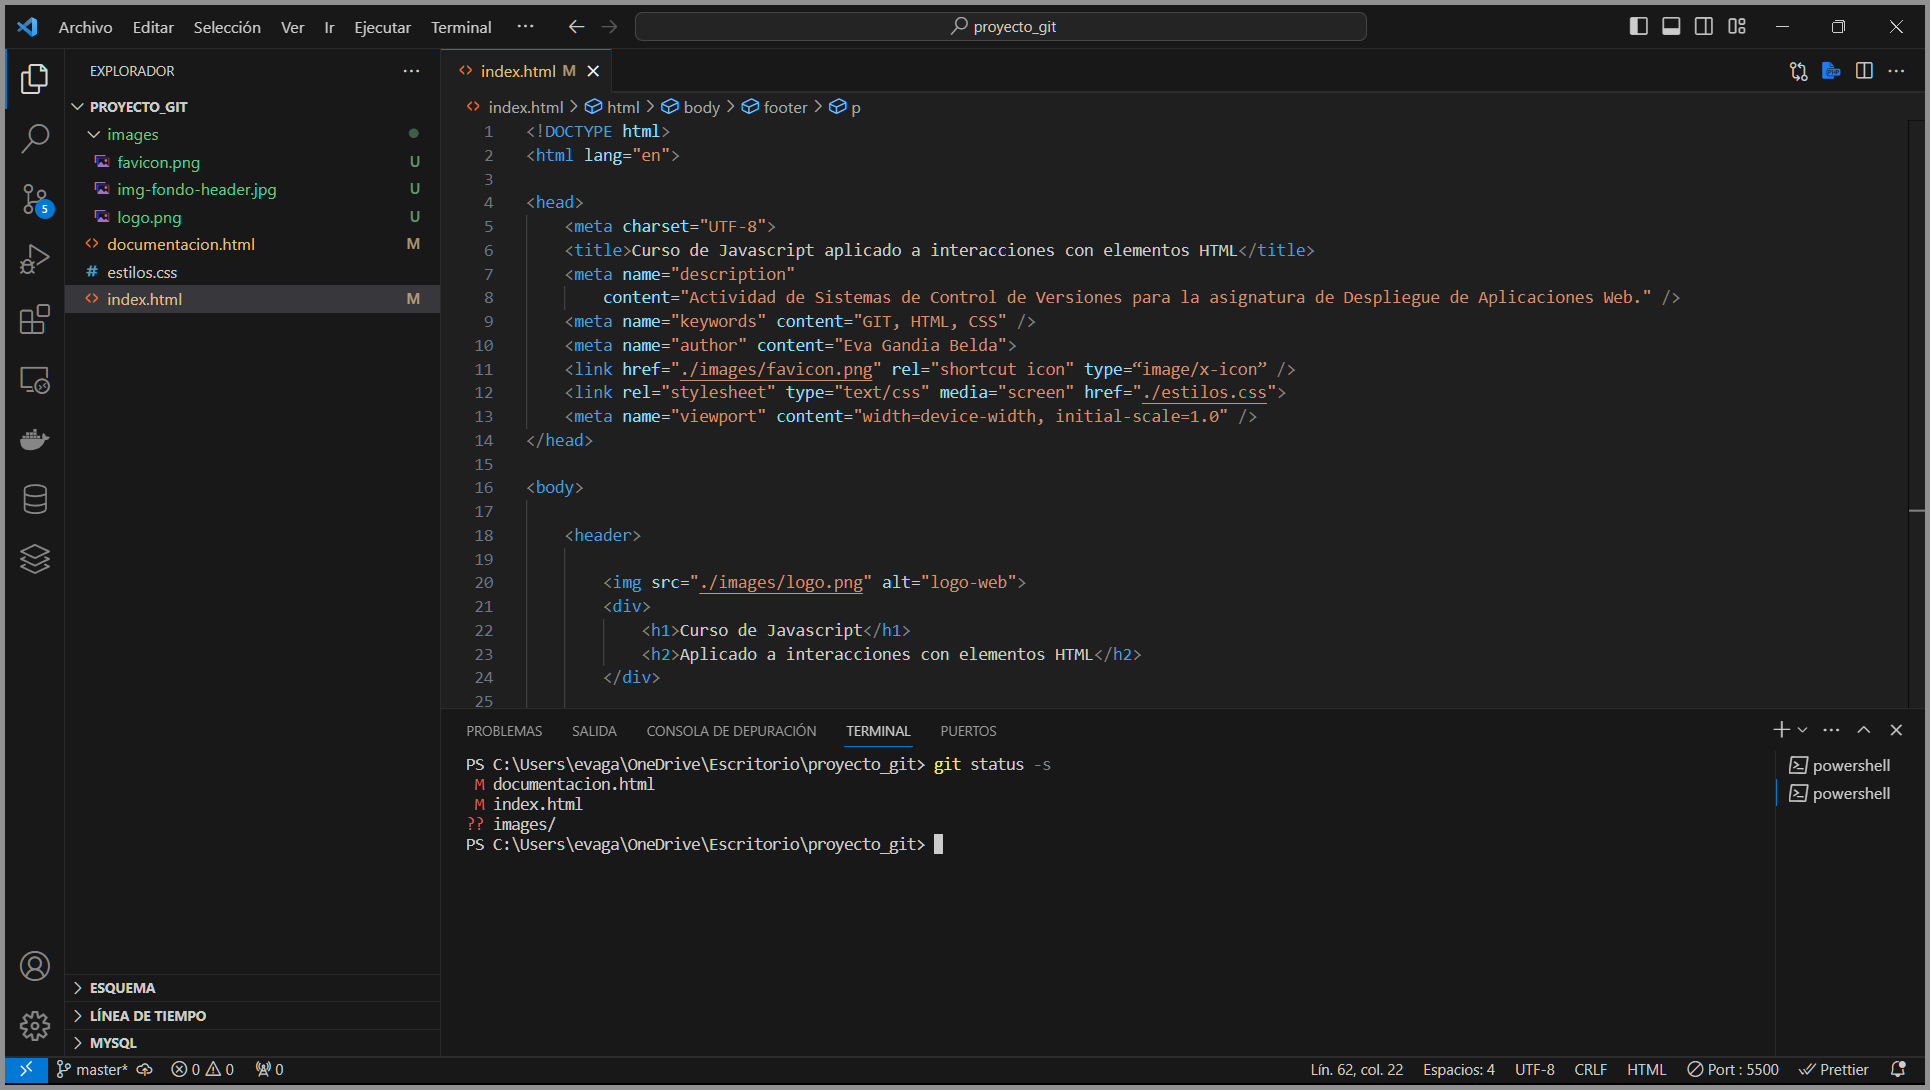 Archivo Editar Selección Ver Ir Ejecutar Terminal ··· proyecto_git
EXPLORADOR
PROYECTO_GIT
images
favicon.png U
img-fondo-header.jpg U
logo.png U
documentacion.html M
estilos.css
index.html M
5
ESQUEMA
LÍNEA DE TIEMPO
MYSQL
index.html M
index.html > html > body > footer > p
1 <!DOCTYPE html>
2 <html lang="en">
3
4 <head>
5 <meta charset="UTF-8">
6 <title>Curso de Javascript aplicado a interacciones con elementos HTML</title>
7 <meta name="description"
8 content="Actividad de Sistemas de Control de Versiones para la asignatura de Despliegue de Aplicaciones Web." />
9 <meta name="keywords" content="GIT, HTML, CSS" />
10 <meta name="author" content="Eva Gandia Belda">
11 <link href="./images/favicon.png" rel="shortcut icon" type=“image/x-icon” />
12 <link rel="stylesheet" type="text/css" media="screen" href="./estilos.css">
13 <meta name="viewport" content="width=device-width, initial-scale=1.0" />
14 </head>
15
16 <body>
17
18 <header>
19
20 <img src="./images/logo.png" alt="logo-web">
21 <div>
22 <h1>Curso de Javascript</h1>
23 <h2>Aplicado a interacciones con elementos HTML</h2>
24 </div>
25
PROBLEMAS SALIDA CONSOLA DE DEPURACIÓN TERMINAL PUERTOS
PS C:\Users\evaga\OneDrive\Escritorio\proyecto_git> git status -s
M documentacion.html
M index.html
?? images/
PS C:\Users\evaga\OneDrive\Escritorio\proyecto_git>
powershell
powershell
master* 0 0 0 Lín. 62, col. 22 Espacios: 4 UTF-8 CRLF HTML Port : 5500 Prettier